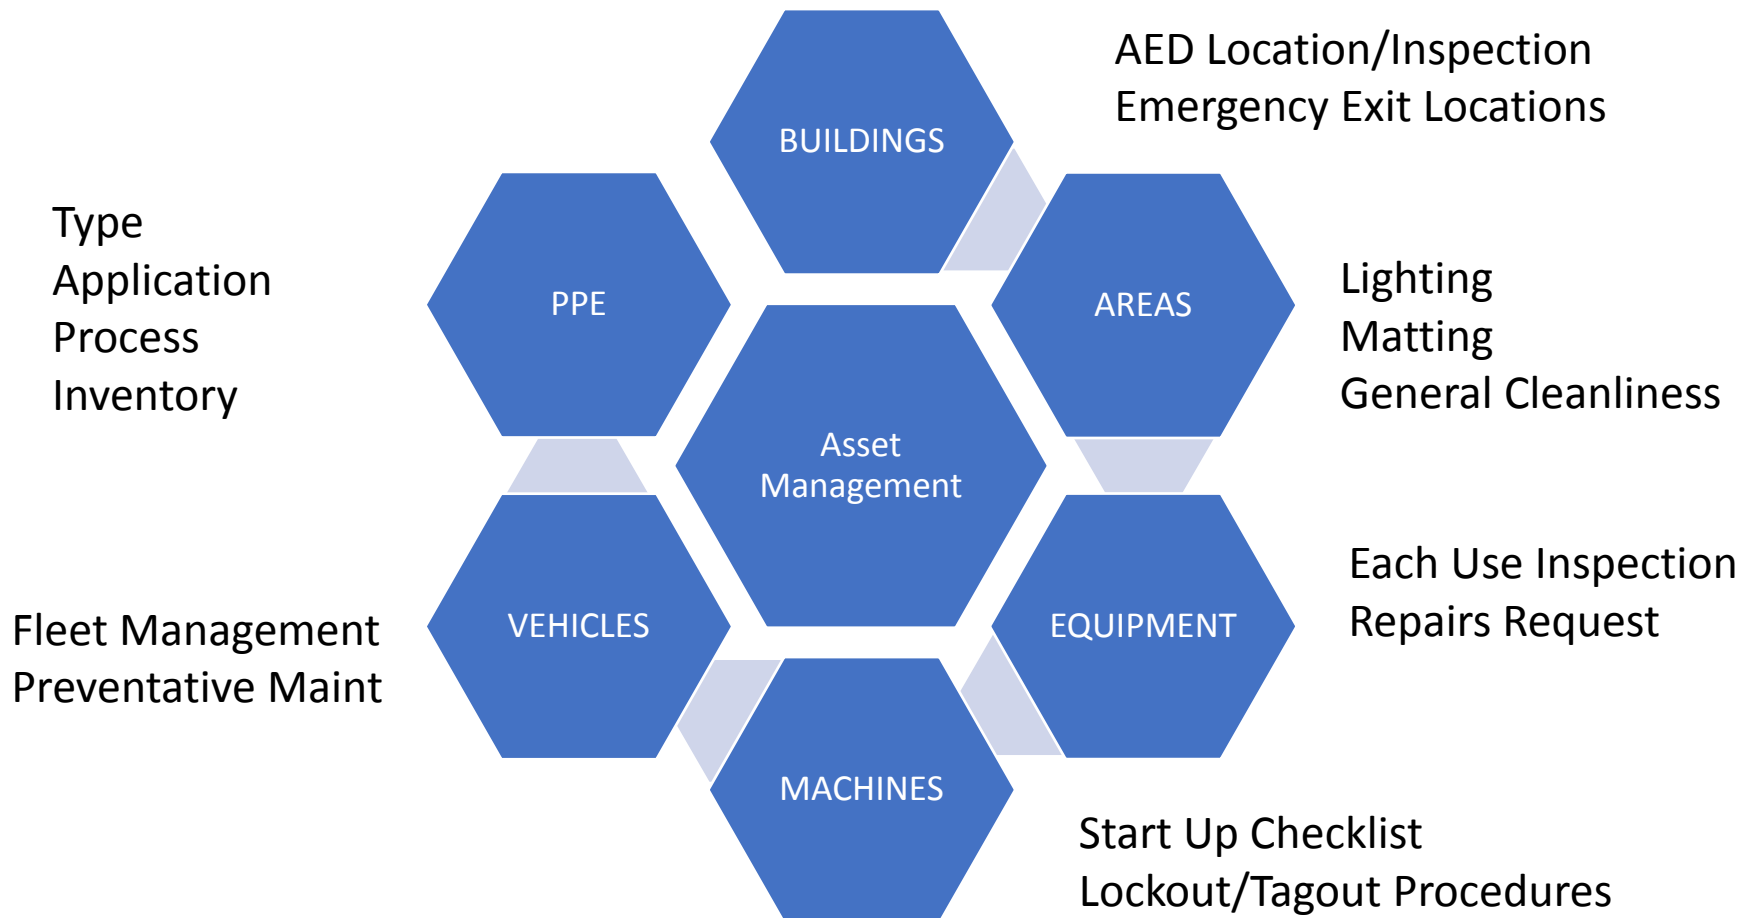 BUILDINGS
AED Location/Inspection
Emergency Exit Locations
AREAS
Lighting
Matting
General Cleanliness
EQUIPMENT
Each Use Inspection
Repairs Request
MACHINES
Start Up Checklist
Lockout/Tagout Procedures
VEHICLES
Fleet Management
Preventative Maint
PPE
Type
Application
Process
Inventory
Asset
Management